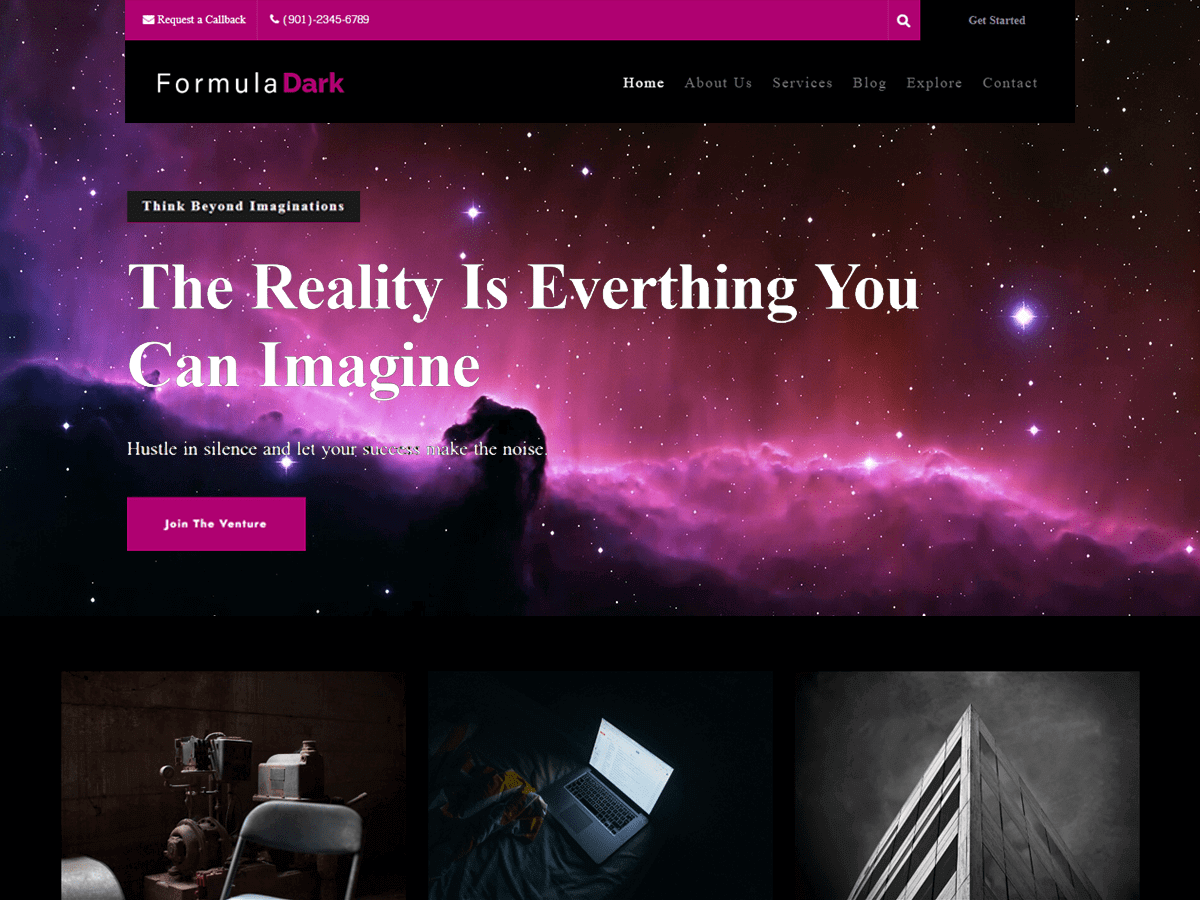 Request a Callback
(901)-2345-6789
Get Started
FormulaDark
Home About Us Services Blog Explore Contact
Think Beyond Imaginations
The Reality Is Everthing You
Can Imagine
Hustle in silence and let your success make the noise.
Join The Venture